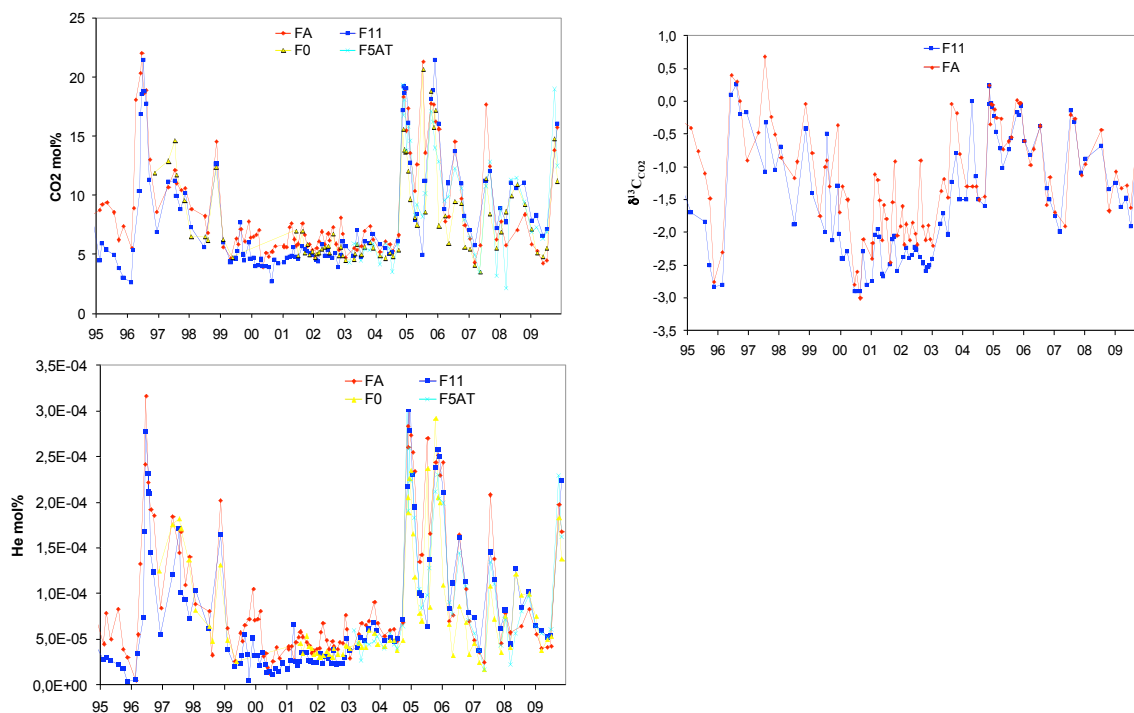 25
20
15
10
5
0
CO2 mol%
FA F11
F0 F5AT
95 96 97 98 99 00 01 02 03 04 05 06 07 08 09
1,0
0,5
0,0
-0,5
-1,0
-1,5
-2,0
-2,5
-3,0
-3,5
δ¹³C_CO2
F11
FA
95 96 97 98 99 00 01 02 03 04 05 06 07 08 09
3,5E-04
3,0E-04
2,5E-04
2,0E-04
1,5E-04
1,0E-04
5,0E-05
0,0E+00
He mol%
FA F11
F0 F5AT
95 96 97 98 99 00 01 02 03 04 05 06 07 08 09